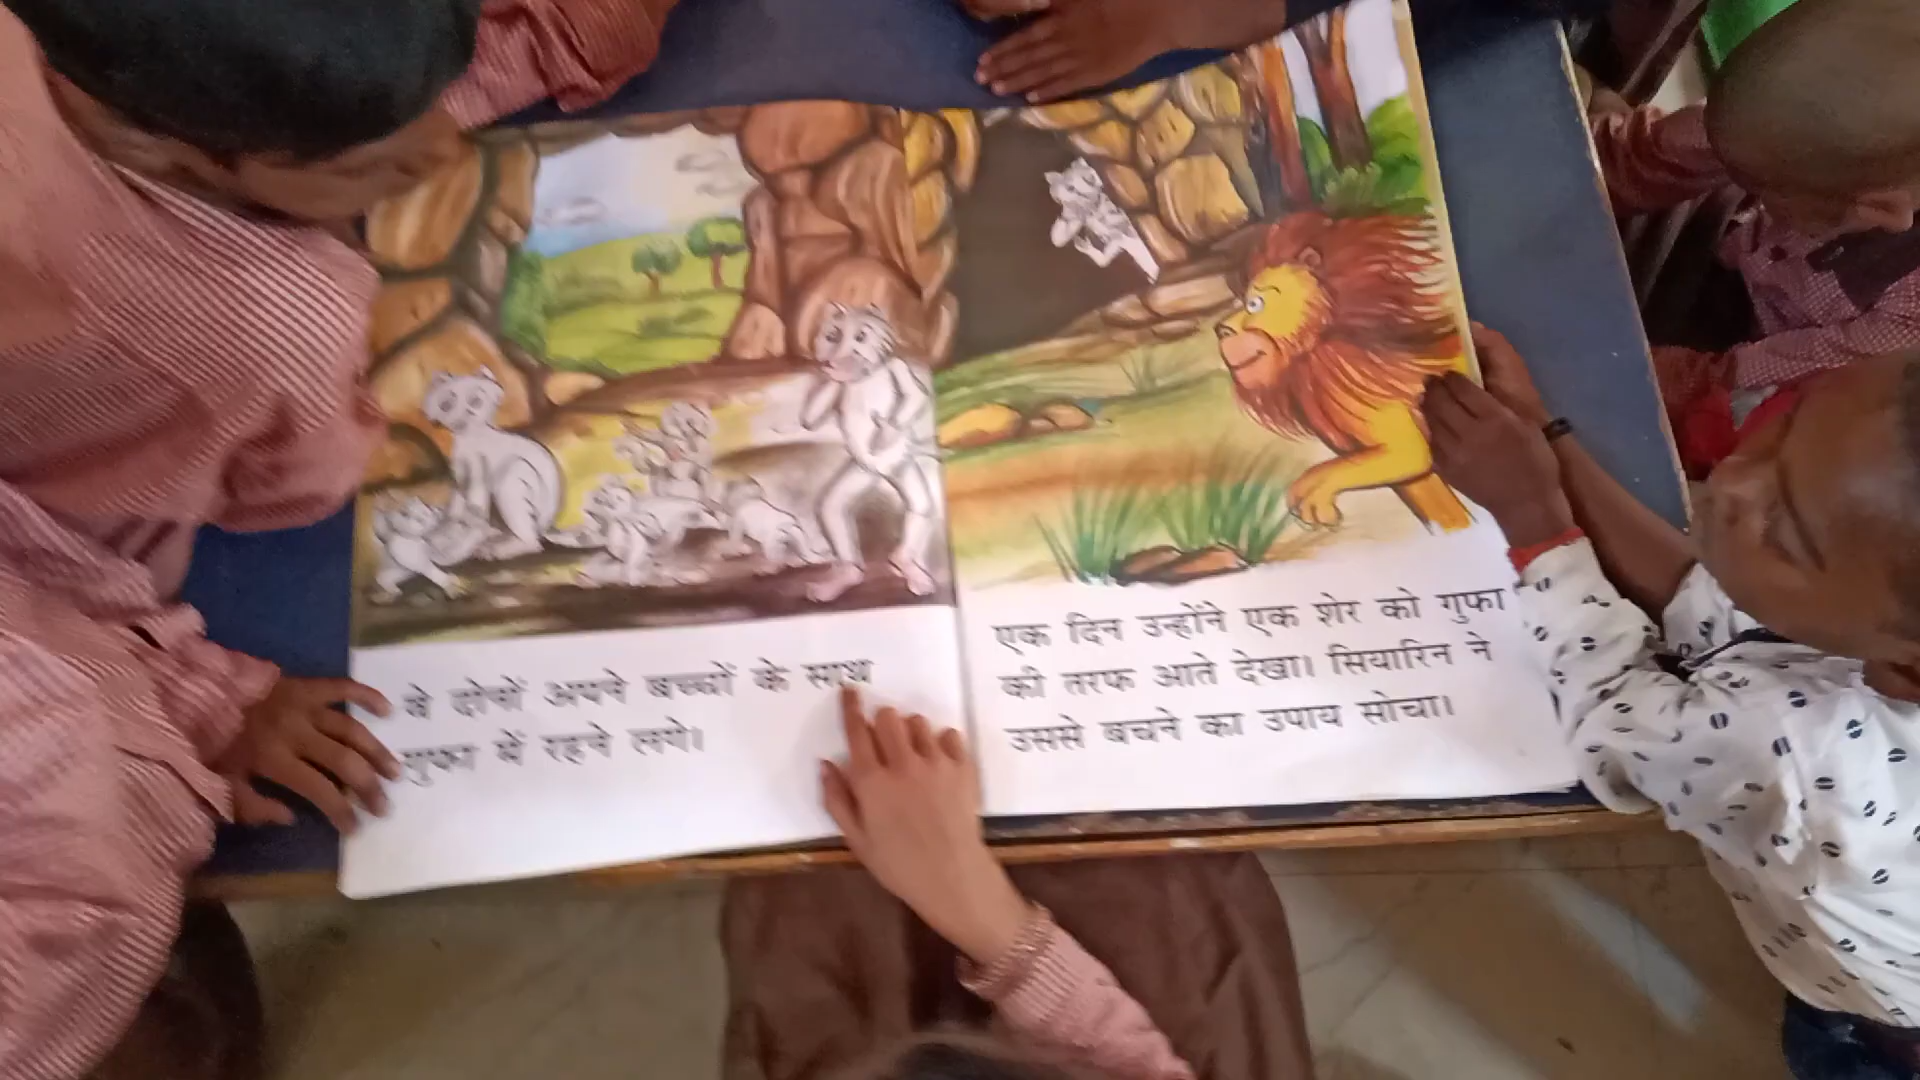 वे दोनों अपने बच्चों के साथ
गुफा में रहने लगे।
एक दिन उन्होंने एक शेर को गुफा
की तरफ आते देखा। सियारिन ने
उससे बचने का उपाय सोचा।